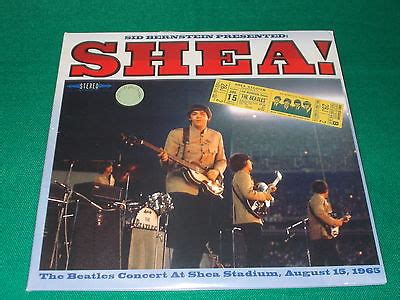 SID BERNSTEIN PRESENTED:
SHEA!
STEREO
15
THE BEATLES
The Beatles Concert At Shea Stadium, August 15, 1965